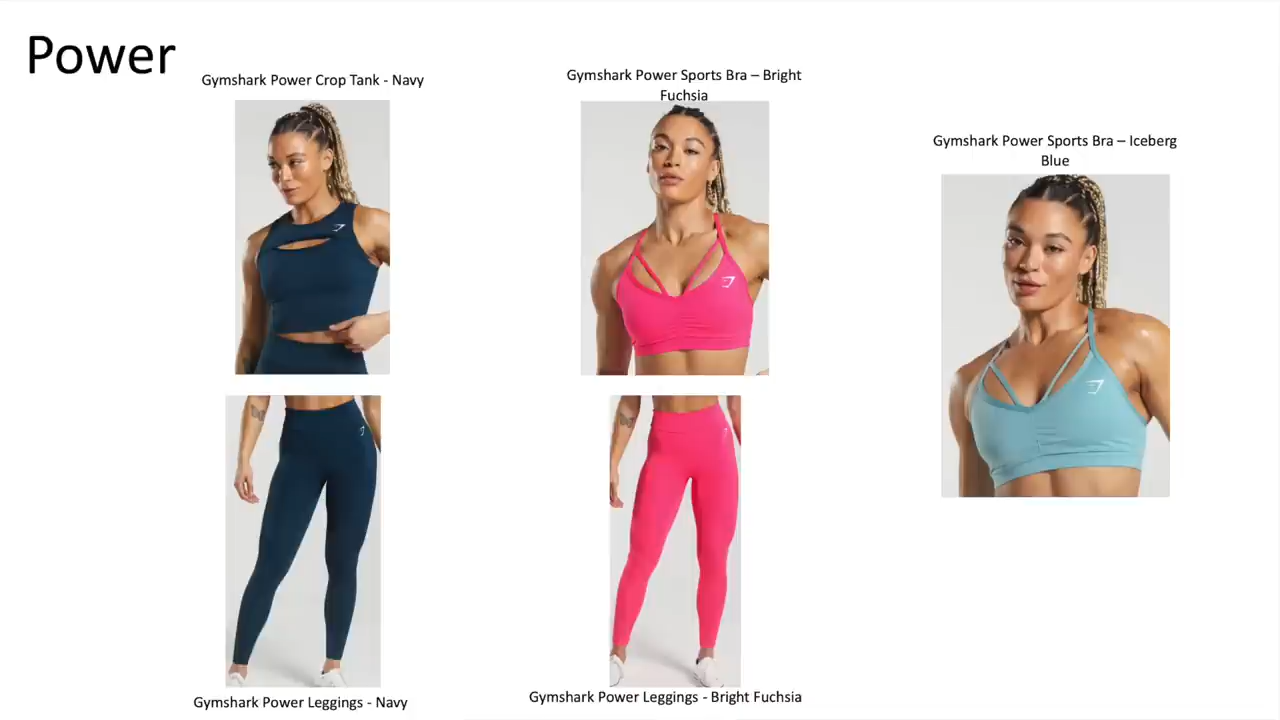 Power
Gymshark Power Crop Tank - Navy
Gymshark Power Sports Bra – Bright
Fuchsia
Gymshark Power Sports Bra – Iceberg
Blue
Gymshark Power Leggings - Navy
Gymshark Power Leggings - Bright Fuchsia